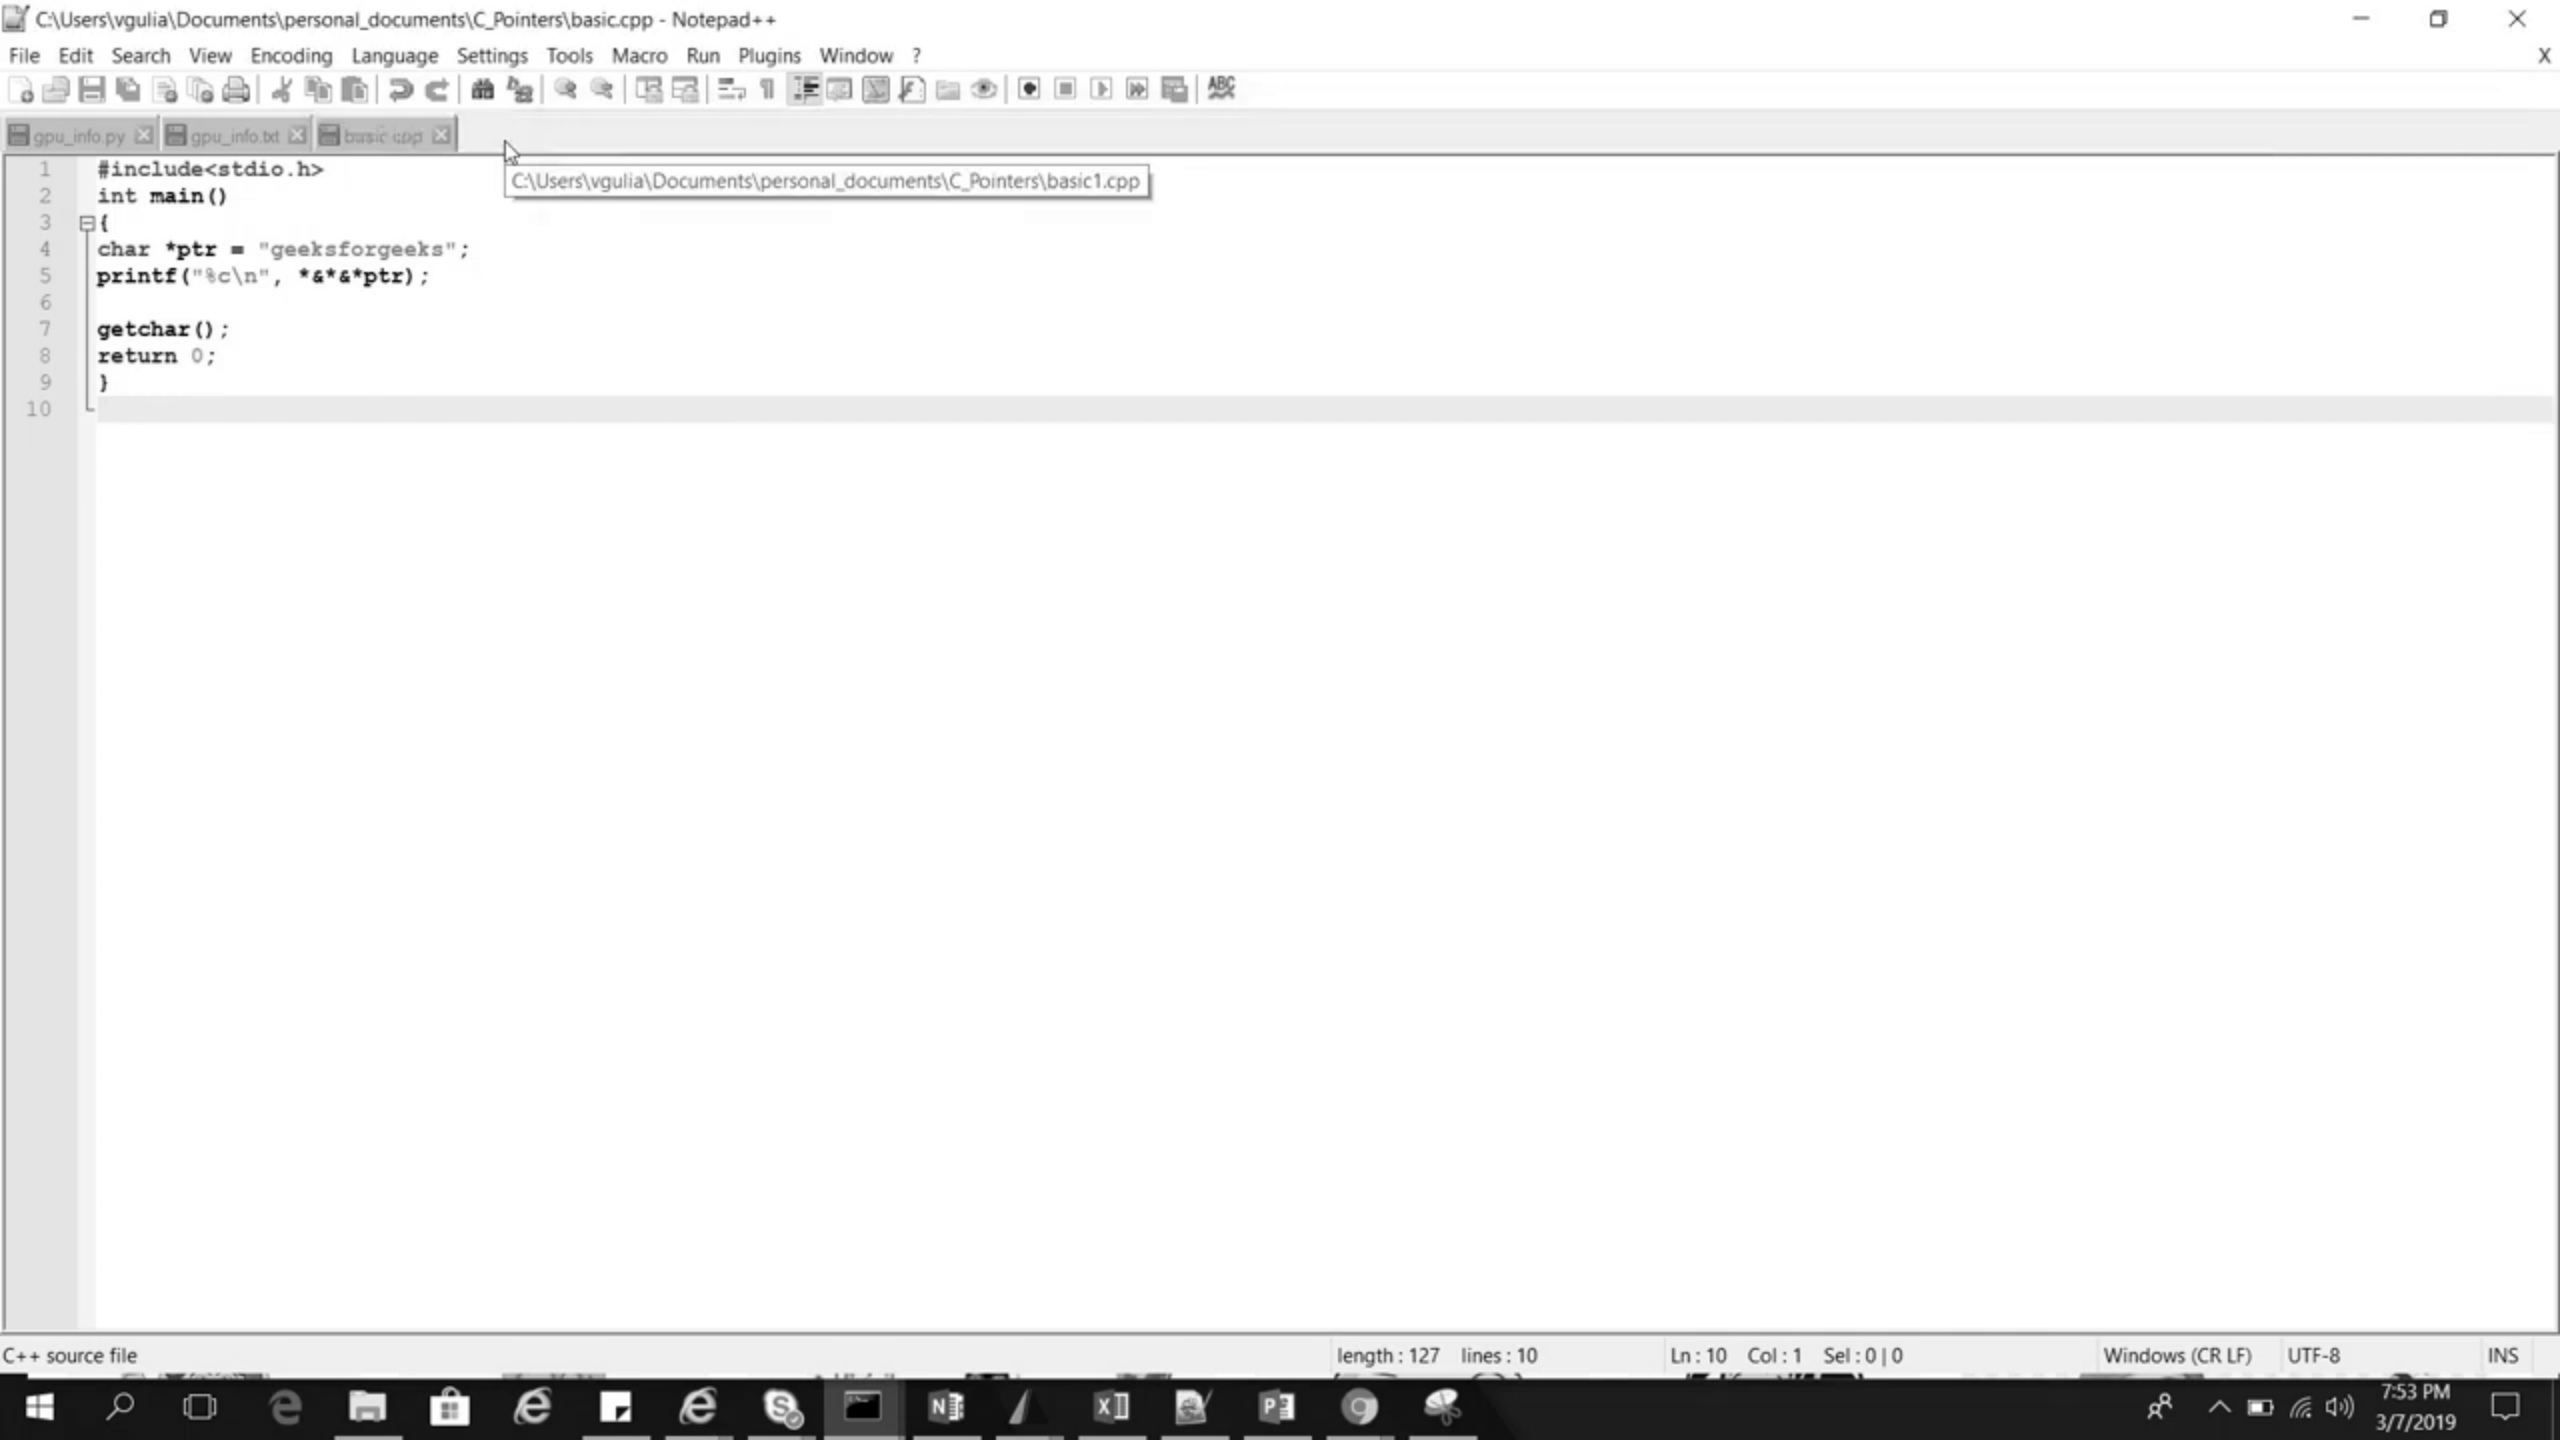 C:\Users\vgulia\Documents\personal_documents\C_Pointers\basic.cpp - Notepad++
File Edit Search View Encoding Language Settings Tools Macro Run Plugins Window ? X
ABC
gpu_info.py gpu_info.txt basic.cpp
C:\Users\vgulia\Documents\personal_documents\C_Pointers\basic1.cpp
1 #include<stdio.h>
2 int main()
3 {
4 char *ptr = "geeksforgeeks";
5 printf("%c\n", *&*&*ptr);
6
7 getchar();
8 return 0;
9 }
10
C++ source file length : 127 lines : 10 Ln : 10 Col : 1 Sel : 0 | 0 Windows (CR LF) UTF-8 INS
7:53 PM
3/7/2019